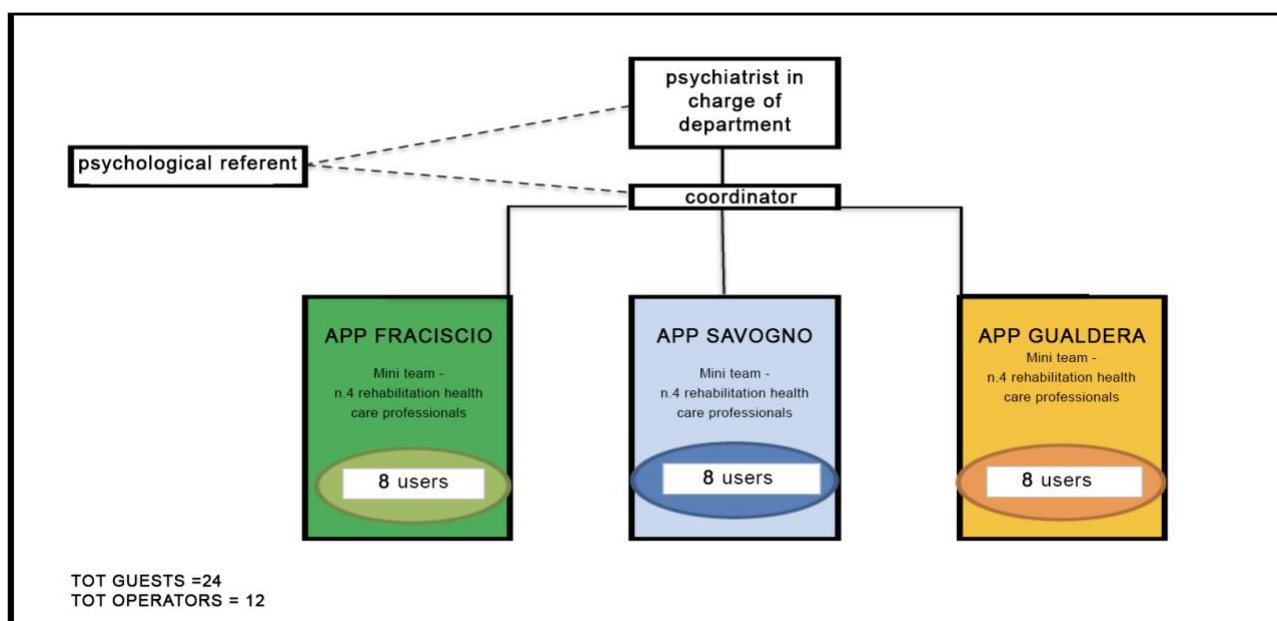 psychiatrist in
charge of
department
psychological referent
coordinator
APP FRACISCIO
Mini team -
n.4 rehabilitation health
care professionals
8 users
APP SAVOGNO
Mini team -
n.4 rehabilitation health
care professionals
8 users
APP GUALDERA
Mini team -
n.4 rehabilitation health
care professionals
8 users
TOT GUESTS =24
TOT OPERATORS = 12